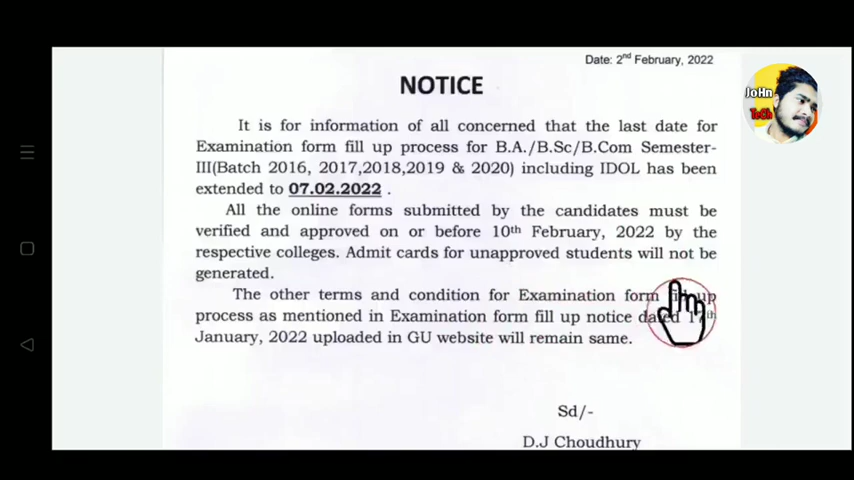 Date: 2nd February, 2022
NOTICE
JoHn
TeCh
It is for information of all concerned that the last date for
Examination form fill up process for B.A./B.Sc/B.Com Semester-
III(Batch 2016, 2017,2018,2019 & 2020) including IDOL has been
extended to 07.02.2022 .
All the online forms submitted by the candidates must be
verified and approved on or before 10th February, 2022 by the
respective colleges. Admit cards for unapproved students will not be
generated.
The other terms and condition for Examination form fill up
process as mentioned in Examination form fill up notice dated 17th
January, 2022 uploaded in GU website will remain same.
Sd/-
D.J Choudhury